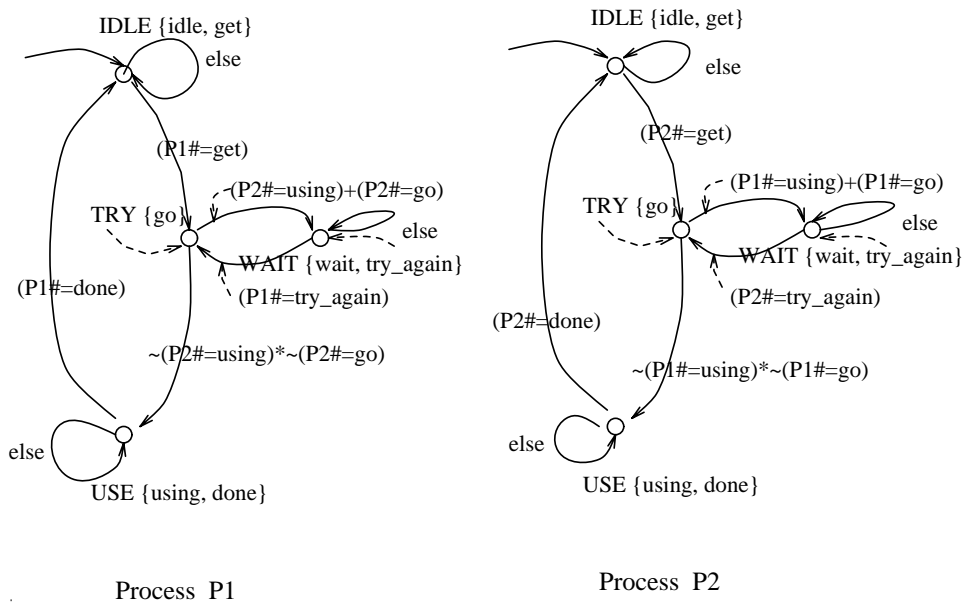 IDLE {idle, get}
else
(P1#=get)
(P2#=using)+(P2#=go)
TRY {go}
else
WAIT {wait, try_again}
(P1#=try_again)
(P1#=done)
~(P2#=using)*~(P2#=go)
else
USE {using, done}
Process P1
IDLE {idle, get}
else
(P2#=get)
(P1#=using)+(P1#=go)
TRY {go}
else
WAIT {wait, try_again}
(P2#=try_again)
(P2#=done)
~(P1#=using)*~(P1#=go)
else
USE {using, done}
Process P2